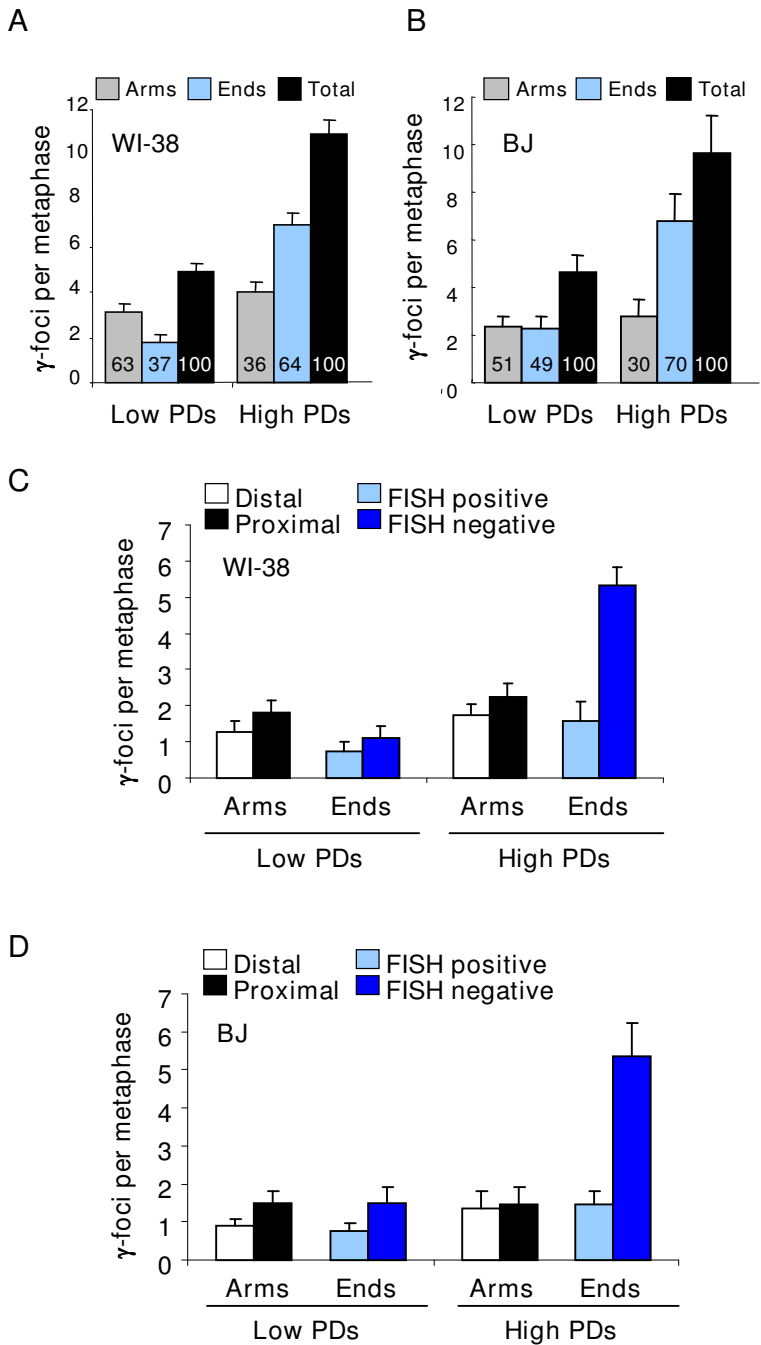 A
B
Arms Ends Total
Arms Ends Total
γ-foci per metaphase
12
10
8
6
4
2
0
WI-38
63 37 100 36 64 100
Low PDs High PDs
γ-foci per metaphase
12
10
8
6
4
2
0
BJ
51 49 100 30 70 100
Low PDs High PDs
C
Distal FISH positive
Proximal FISH negative
γ-foci per metaphase
7
6
5
4
3
2
1
0
WI-38
Arms Ends Arms Ends
Low PDs High PDs
D
Distal FISH positive
Proximal FISH negative
γ-foci per metaphase
7
6
5
4
3
2
1
0
BJ
Arms Ends Arms Ends
Low PDs High PDs